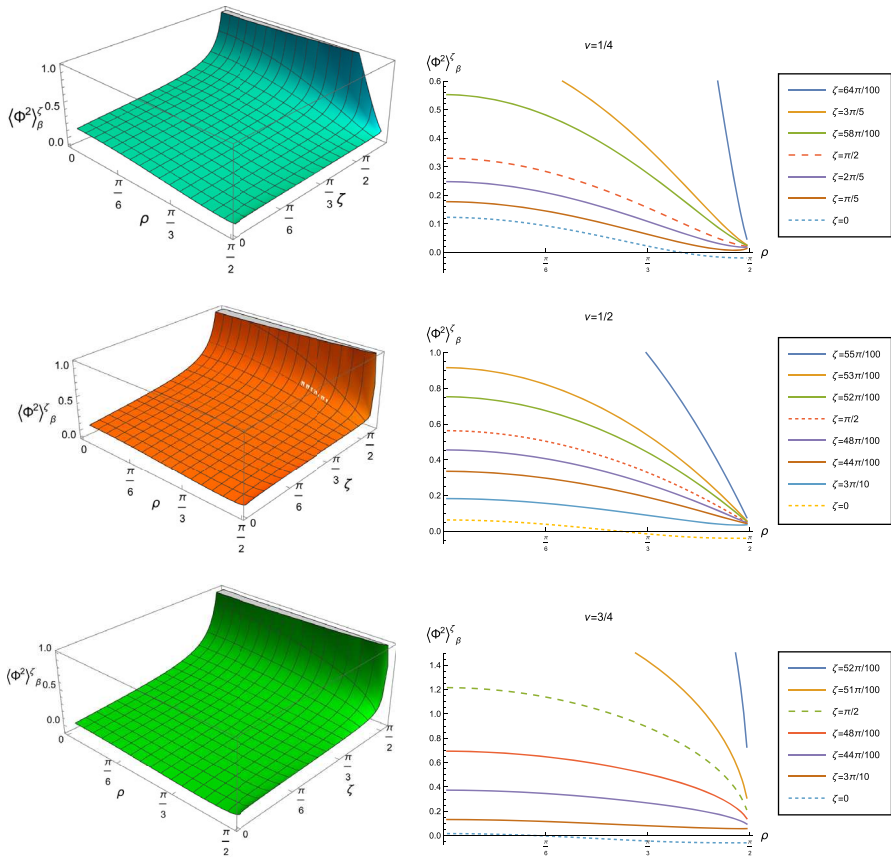 ⟨Φ²⟩ζβ
1.0
0.5
0
π/6
ρ
π/3
π/2
0
π/6
π/3
π/2
ζ
ν=1/4
⟨Φ²⟩ζβ
0.6
0.5
0.4
0.3
0.2
0.1
0.0
π/6
π/3
π/2
ρ
ζ=64π/100
ζ=3π/5
ζ=58π/100
ζ=π/2
ζ=2π/5
ζ=π/5
ζ=0
⟨Φ²⟩ζβ
1.0
0.5
0.0
0
π/6
ρ
π/3
π/2
0
π/6
π/3
π/2
ζ
ν=1/2
⟨Φ²⟩ζβ
1.0
0.8
0.6
0.4
0.2
0.0
π/6
π/3
π/2
ρ
ζ=55π/100
ζ=53π/100
ζ=52π/100
ζ=π/2
ζ=48π/100
ζ=44π/100
ζ=3π/10
ζ=0
⟨Φ²⟩ζβ
1.0
0.5
0.0
0
π/6
ρ
π/3
π/2
0
π/6
π/3
π/2
ζ
ν=3/4
⟨Φ²⟩ζβ
1.4
1.2
1.0
0.8
0.6
0.4
0.2
0.0
π/6
π/3
π/2
ρ
ζ=52π/100
ζ=51π/100
ζ=π/2
ζ=48π/100
ζ=44π/100
ζ=3π/10
ζ=0